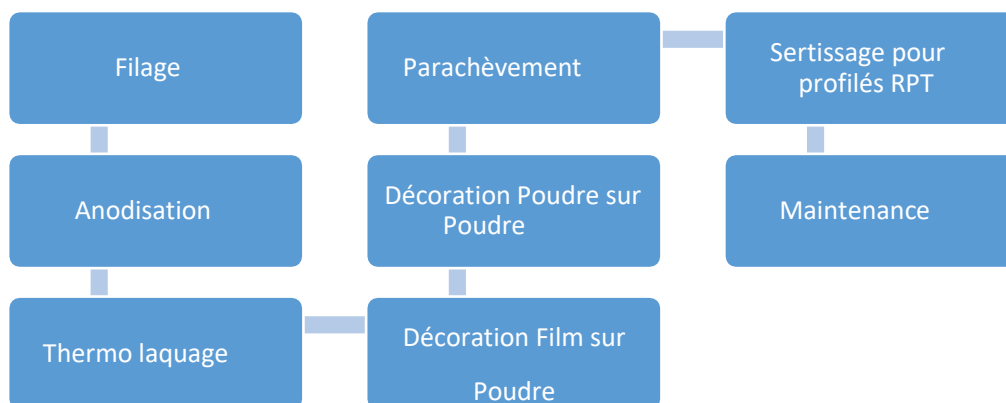 Filage
Anodisation
Thermo laquage
Décoration Film sur
Poudre
Décoration Poudre sur
Poudre
Parachèvement
Sertissage pour
profilés RPT
Maintenance